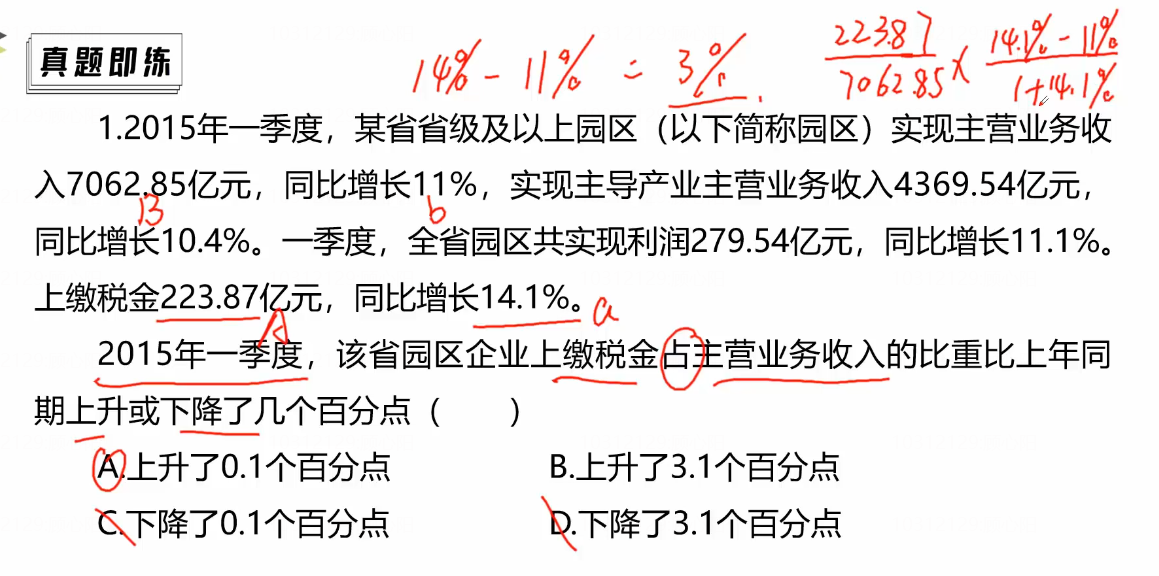 真题即练
14% - 11% = 3%.
223.87/7062.85 × 14.1% - 11%/1+14.1%
1.2015年一季度，某省省级及以上园区（以下简称园区）实现主营业务收
入7062.85亿元，同比增长11%，实现主导产业主营业务收入4369.54亿元，
B b
同比增长10.4%。一季度，全省园区共实现利润279.54亿元，同比增长11.1%。
上缴税金223.87亿元，同比增长14.1%。 a
A
2015年一季度，该省园区企业上缴税金占主营业务收入的比重比上年同
期上升或下降了几个百分点（ ）
A.上升了0.1个百分点 B.上升了3.1个百分点
C.下降了0.1个百分点 D.下降了3.1个百分点